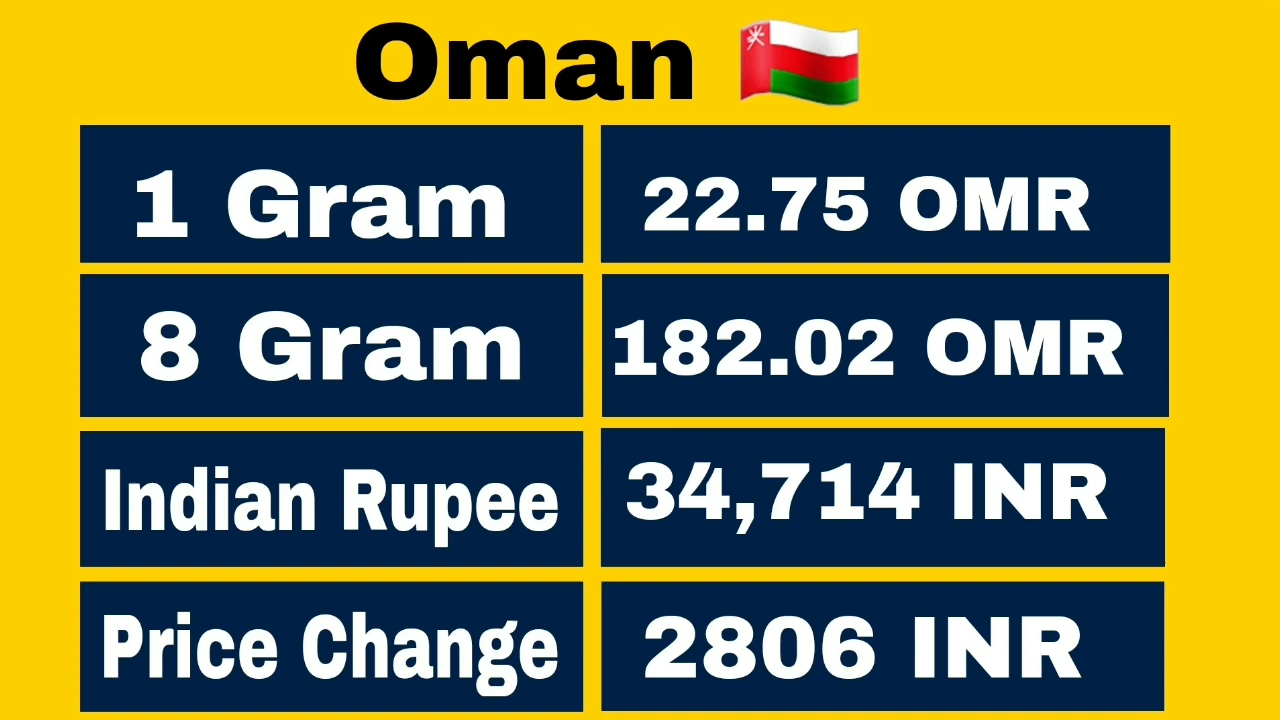 Oman 🇴🇲
1 Gram 22.75 OMR
8 Gram 182.02 OMR
Indian Rupee 34,714 INR
Price Change 2806 INR